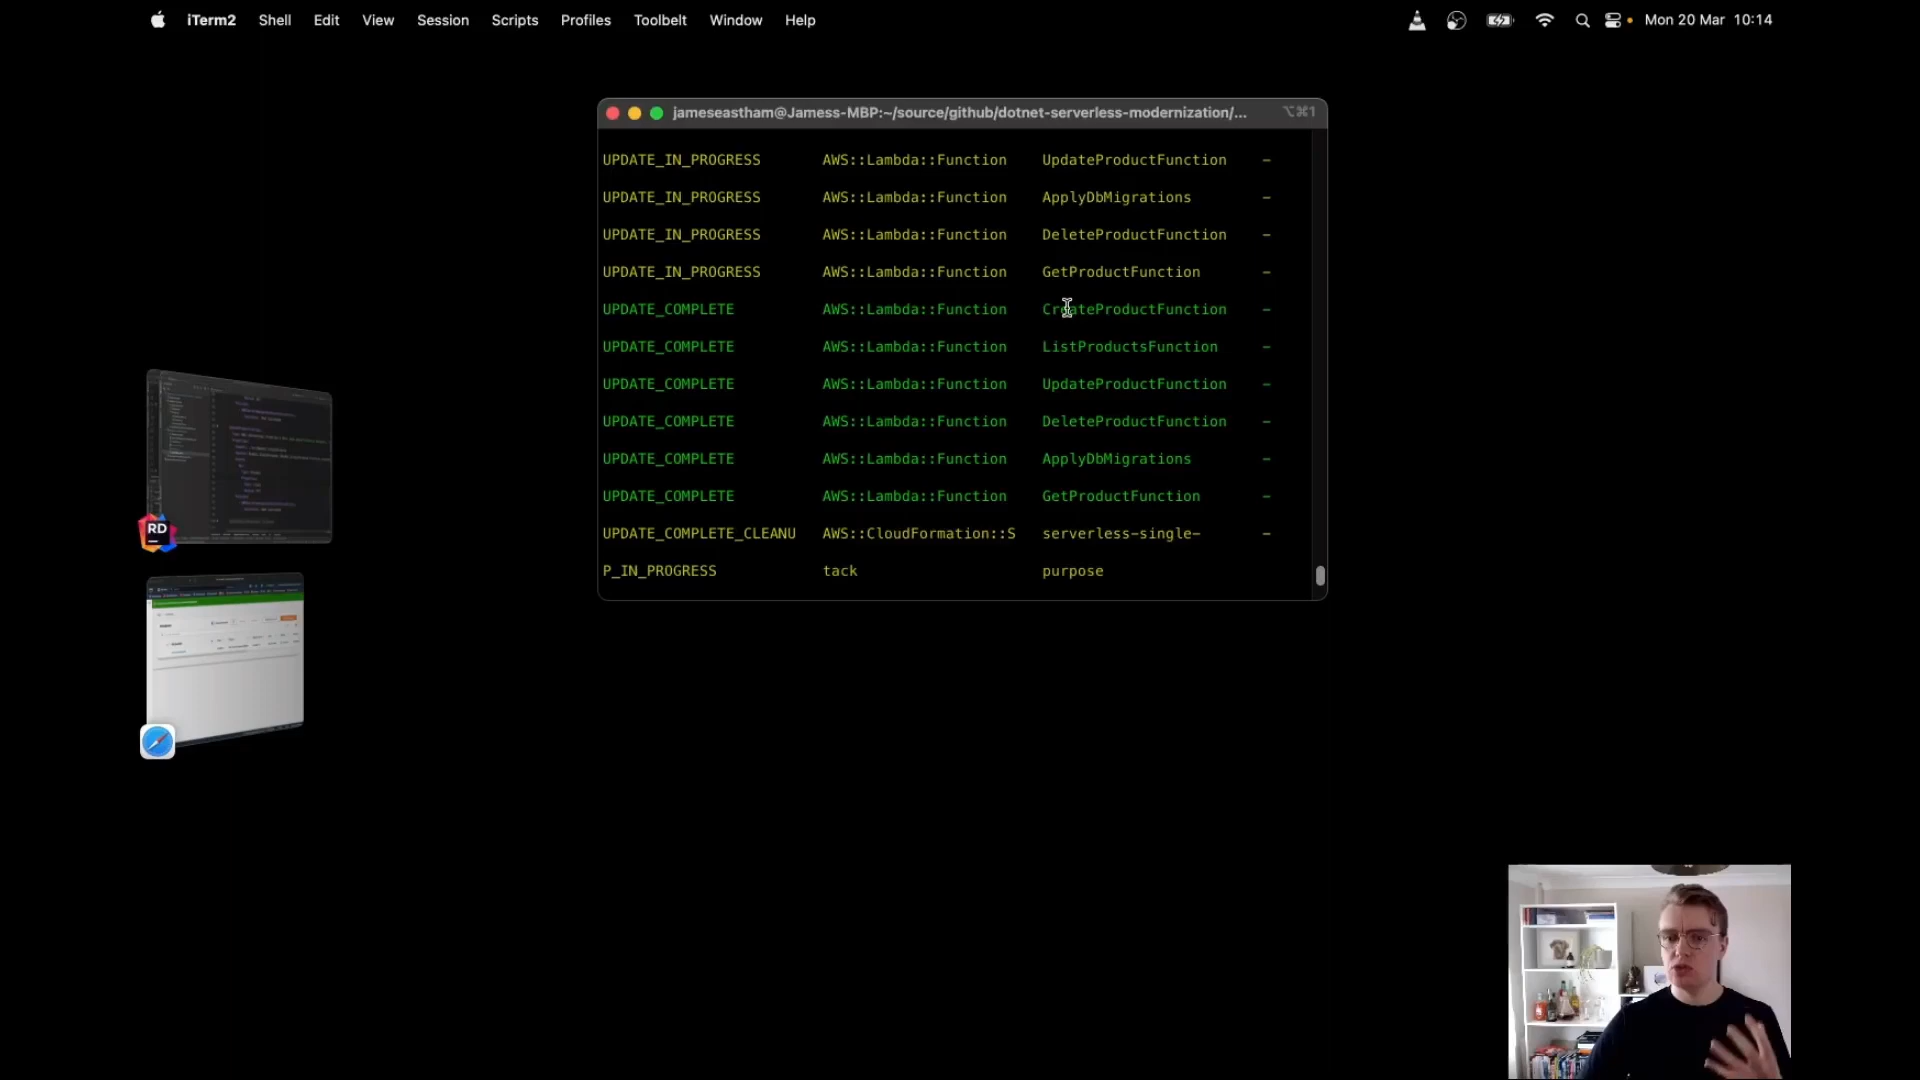 iTerm2 Shell Edit View Session Scripts Profiles Toolbelt Window Help Mon 20 Mar 10:14
jameseastham@Jamess-MBP:~/source/github/dotnet-serverless-modernization/... ⌥⌘1
UPDATE_IN_PROGRESS AWS::Lambda::Function UpdateProductFunction -
UPDATE_IN_PROGRESS AWS::Lambda::Function ApplyDbMigrations -
UPDATE_IN_PROGRESS AWS::Lambda::Function DeleteProductFunction -
UPDATE_IN_PROGRESS AWS::Lambda::Function GetProductFunction -
UPDATE_COMPLETE AWS::Lambda::Function CreateProductFunction -
UPDATE_COMPLETE AWS::Lambda::Function ListProductsFunction -
UPDATE_COMPLETE AWS::Lambda::Function UpdateProductFunction -
UPDATE_COMPLETE AWS::Lambda::Function DeleteProductFunction -
UPDATE_COMPLETE AWS::Lambda::Function ApplyDbMigrations -
UPDATE_COMPLETE AWS::Lambda::Function GetProductFunction -
UPDATE_COMPLETE_CLEANU AWS::CloudFormation::S serverless-single- -
P_IN_PROGRESS tack purpose
RD